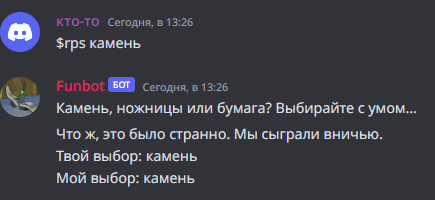 кто-то Сегодня, в 13:26
$rps камень
Funbot БОТ Сегодня, в 13:26
Камень, ножницы или бумага? Выбирайте с умом...
Что ж, это было странно. Мы сыграли вничью.
Твой выбор: камень
Мой выбор: камень